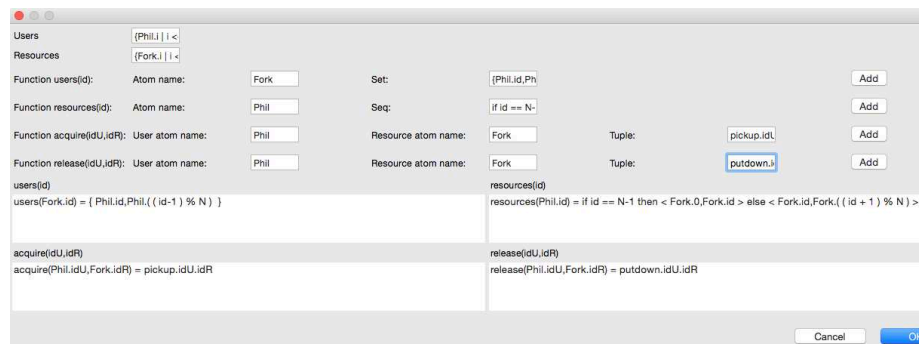 Users {Phil.i | i <
Resources {Fork.i | i <
Function users(id): Atom name: Fork Set: {Phil.id,Ph Add
Function resources(id): Atom name: Phil Seq: if id == N- Add
Function acquire(idU,idR): User atom name: Phil Resource atom name: Fork Tuple: pickup.idU Add
Function release(idU,idR): User atom name: Phil Resource atom name: Fork Tuple: putdown.i Add
users(id) resources(id)
users(Fork.id) = { Phil.id,Phil.( ( id-1 ) % N ) } resources(Phil.id) = if id == N-1 then < Fork.0,Fork.id > else < Fork.id,Fork.( ( id + 1 ) % N ) >
acquire(idU,idR) release(idU,idR)
acquire(Phil.idU,Fork.idR) = pickup.idU.idR release(Phil.idU,Fork.idR) = putdown.idU.idR
Cancel OK